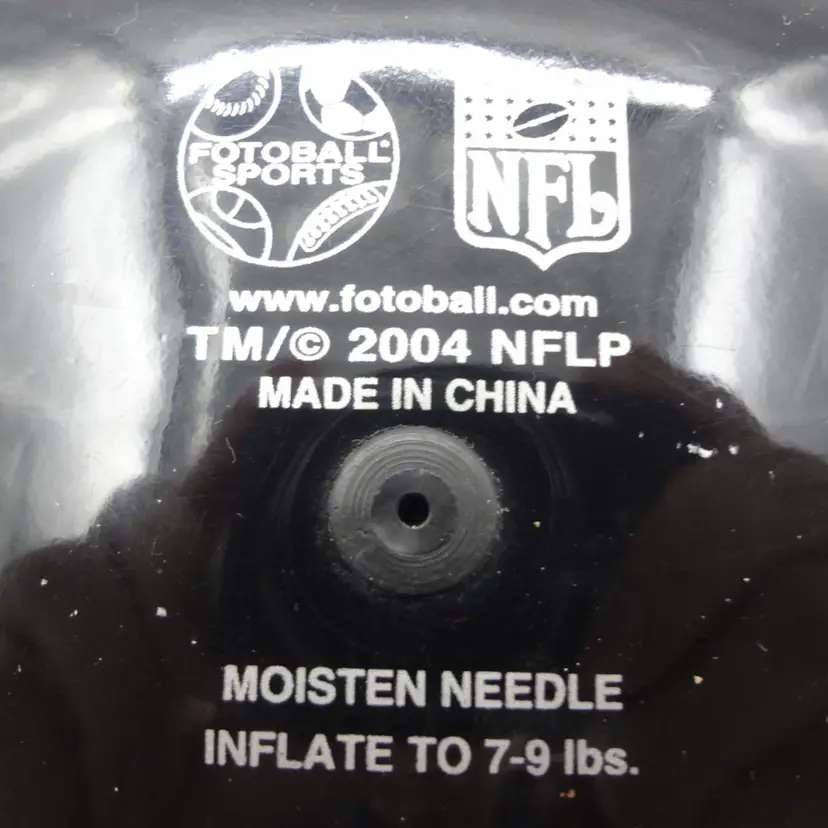 FOTOBALL®
SPORTS
NFL
www.fotoball.com
TM/© 2004 NFLP
MADE IN CHINA
MOISTEN NEEDLE
INFLATE TO 7-9 lbs.